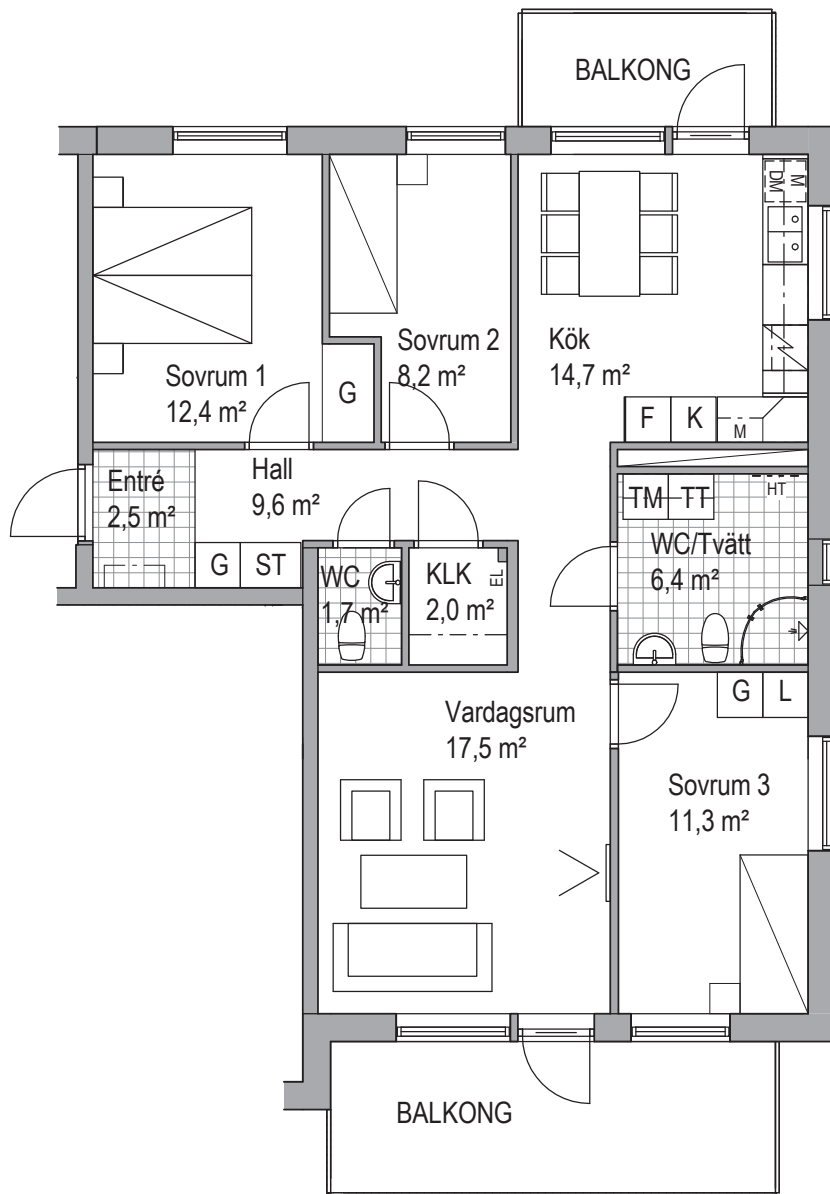 BALKONG
M
DM
Sovrum 1
12,4 m²
G
Sovrum 2
8,2 m²
Kök
14,7 m²
F K M
Entré
2,5 m²
Hall
9,6 m²
G ST
WC
1,7 m²
KLK
2,0 m²
EL
TM TT
HT
WC/Tvätt
6,4 m²
G L
Vardagsrum
17,5 m²
Sovrum 3
11,3 m²
BALKONG